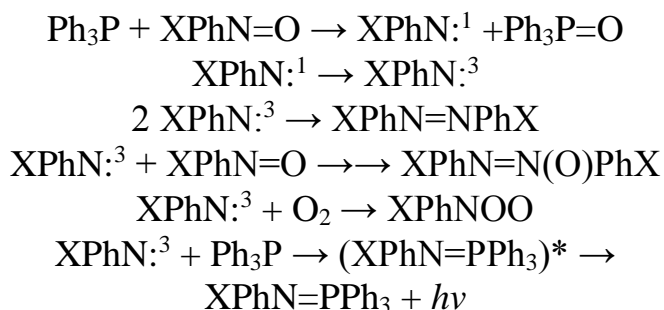 Ph₃P + XPhN=O → XPhN:¹ +Ph₃P=O
XPhN:¹ → XPhN:³
2 XPhN:³ → XPhN=NPhX
XPhN:³ + XPhN=O →→ XPhN=N(O)PhX
XPhN:³ + O₂ → XPhNOO
XPhN:³ + Ph₃P → (XPhN=PPh₃)* →
XPhN=PPh₃ + hν